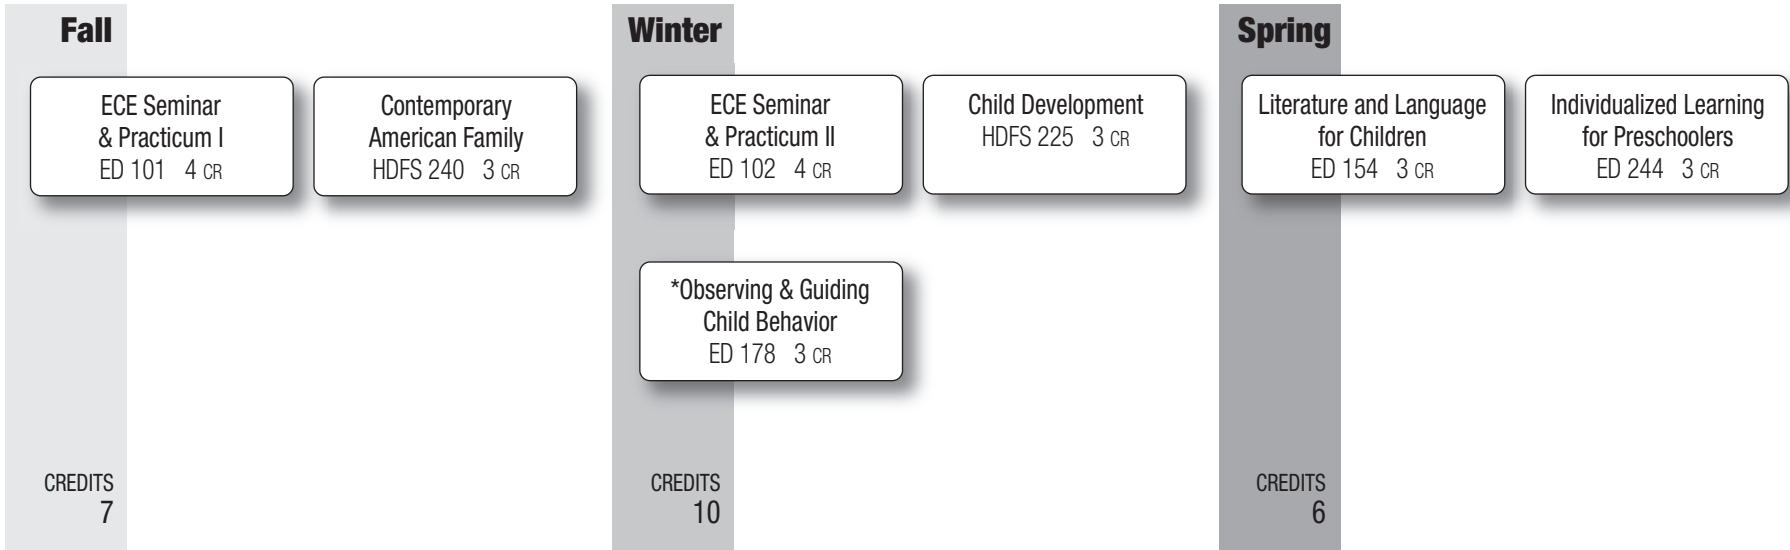 Fall
ECE Seminar
& Practicum I
ED 101 4 CR
Contemporary
American Family
HDFS 240 3 CR
CREDITS
7
Winter
ECE Seminar
& Practicum II
ED 102 4 CR
Child Development
HDFS 225 3 CR
*Observing & Guiding
Child Behavior
ED 178 3 CR
CREDITS
10
Spring
Literature and Language
for Children
ED 154 3 CR
Individualized Learning
for Preschoolers
ED 244 3 CR
CREDITS
6